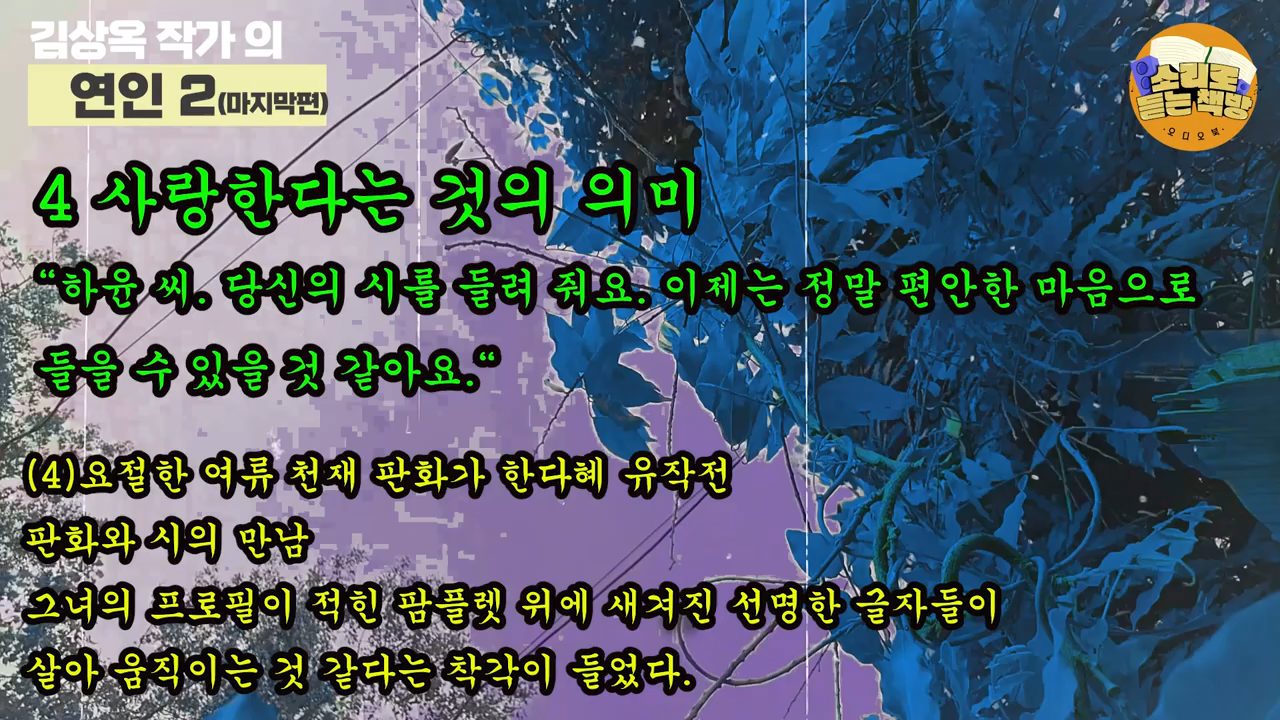 김상옥 작가 의
연인 2(마지막편)
소리로
듣는 책방
·오디오북·
4 사랑한다는 것의 의미
“하윤 씨. 당신의 시를 들려 줘요. 이제는 정말 편안한 마음으로
들을 수 있을 것 같아요.“
(4)요절한 여류 천재 판화가 한다혜 유작전
판화와 시의 만남
그녀의 프로필이 적힌 팜플렛 위에 새겨진 선명한 글자들이
살아 움직이는 것 같다는 착각이 들었다.